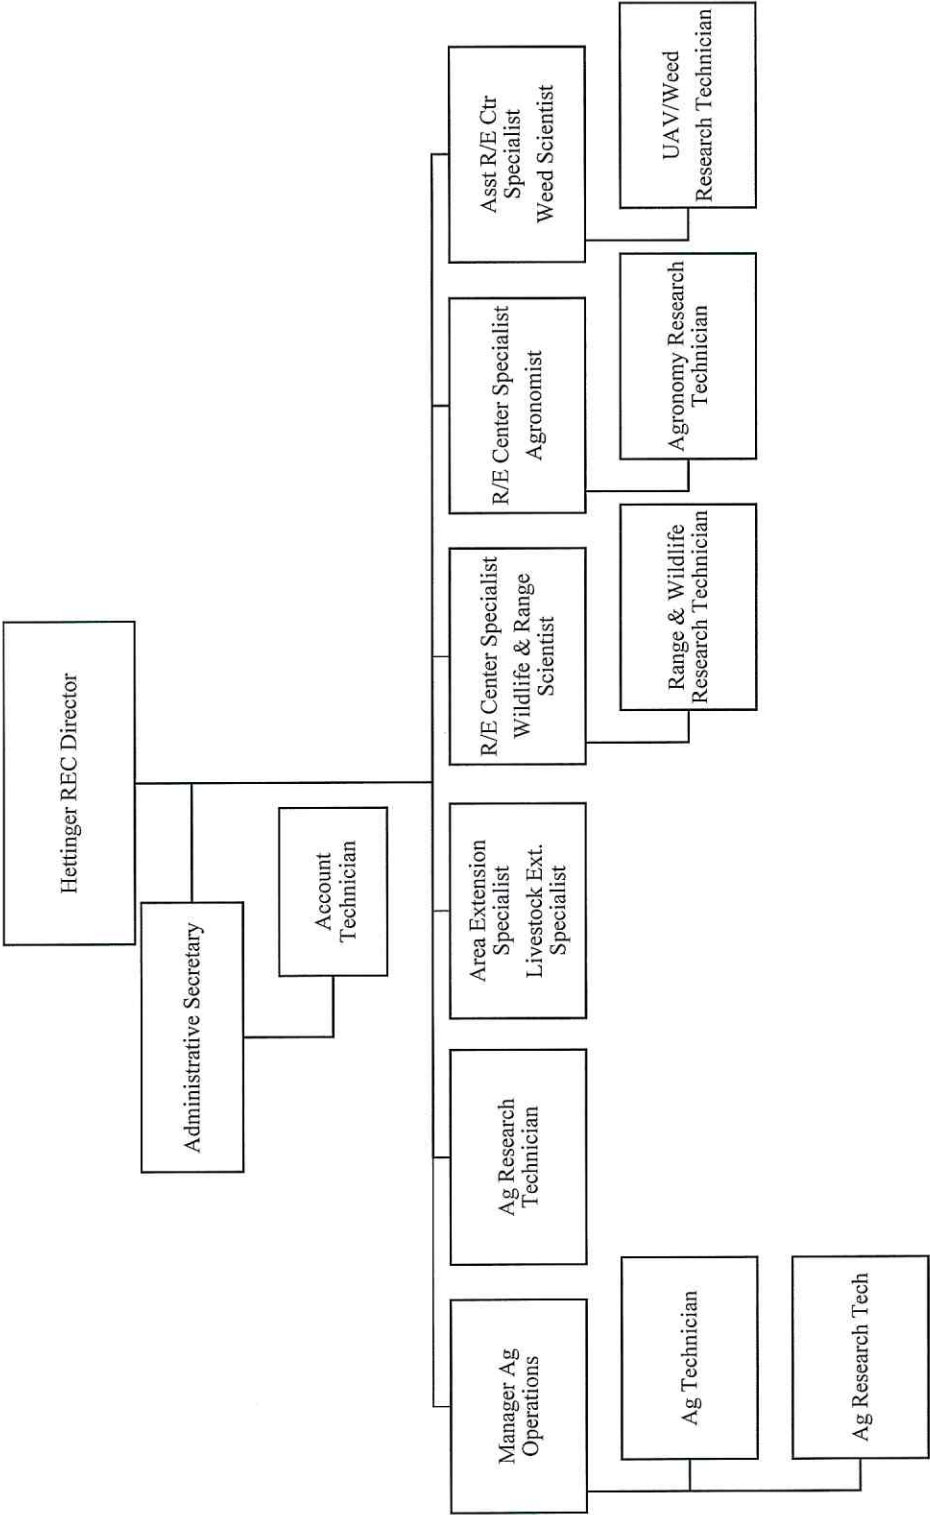 Hettinger REC Director
Administrative Secretary
Account
Technician
Manager Ag
Operations
Ag Research
Technician
Area Extension
Specialist
Livestock Ext.
Specialist
R/E Center Specialist
Wildlife & Range
Scientist
R/E Center Specialist
Agronomist
Asst R/E Ctr
Specialist
Weed Scientist
Ag Technician
Range & Wildlife
Research Technician
Agronomy Research
Technician
UAV/Weed
Research Technician
Ag Research Tech